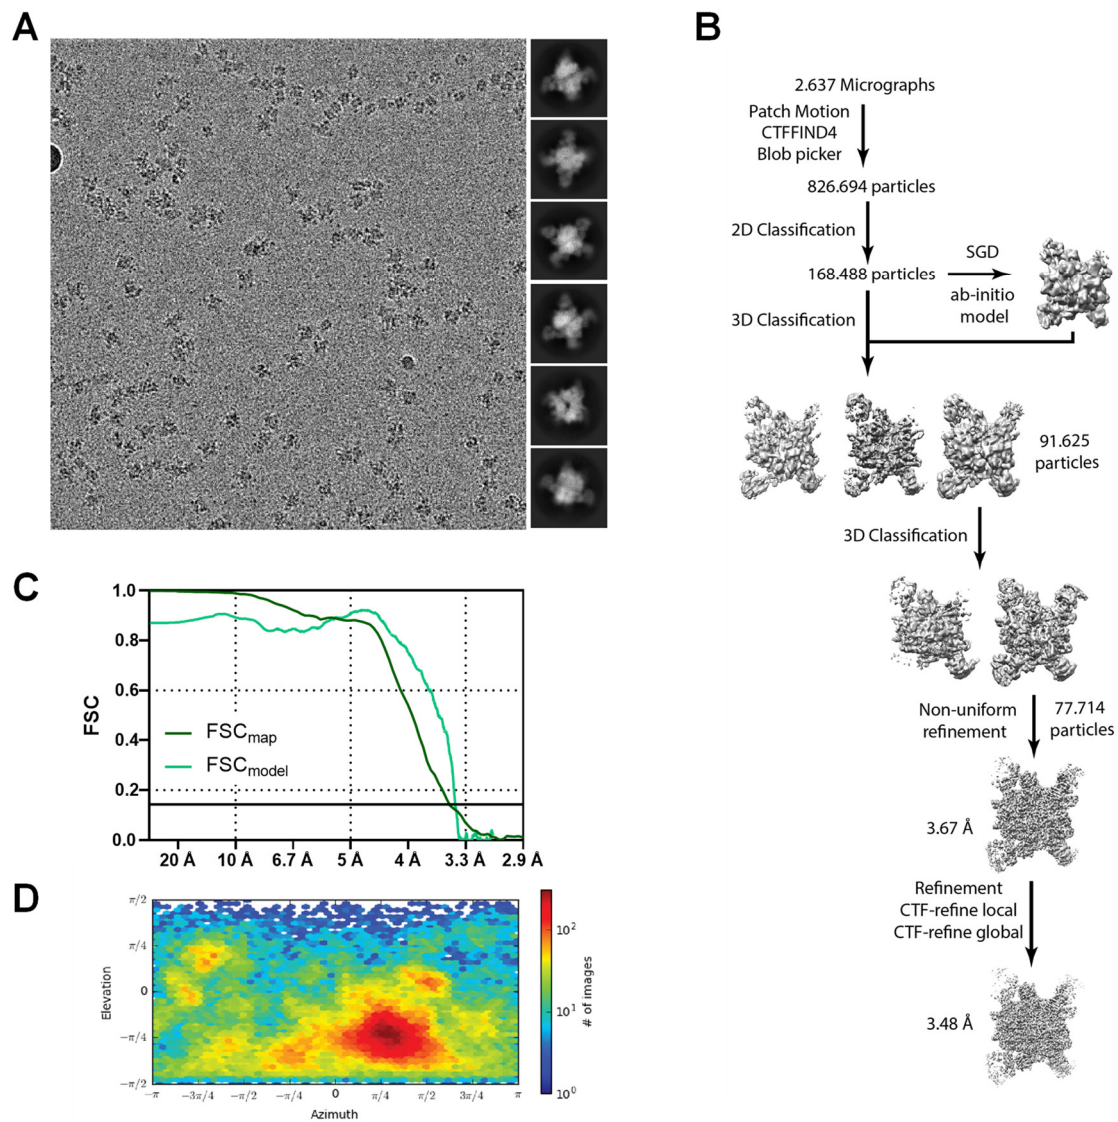 A
B
2.637 Micrographs
Patch Motion
CTFFIND4
Blob picker
826.694 particles
2D Classification
168.488 particles
SGD
ab-initio
model
3D Classification
91.625
particles
3D Classification
Non-uniform
refinement
77.714
particles
3.67 Å
Refinement
CTF-refine local
CTF-refine global
3.48 Å
C
FSC
1.0
0.8
0.6
0.4
0.2
0.0
FSCmap
FSCmodel
20 Å 10 Å 6.7 Å 5 Å 4 Å 3.3 Å 2.9 Å
D
Elevation
π/2
π/4
0
−π/4
−π/2
−π −3π/4 −π/2 −π/4 0 π/4 π/2 3π/4 π
Azimuth
10²
10¹
10⁰
# of images